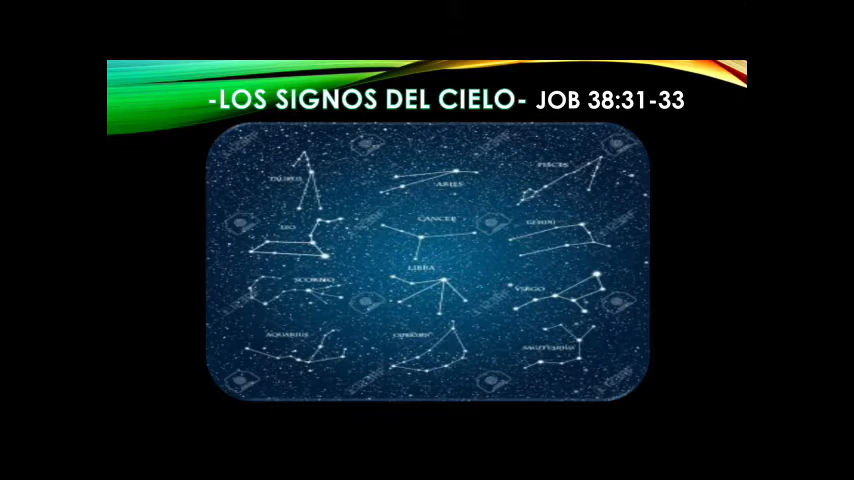 -LOS SIGNOS DEL CIELO- JOB 38:31-33
TAURUS
ARIES
PISCES
LEO
CANCER
GEMINI
SCORPIO
LIBRA
VIRGO
AQUARIUS
CAPRICORN
SAGITTARIUS